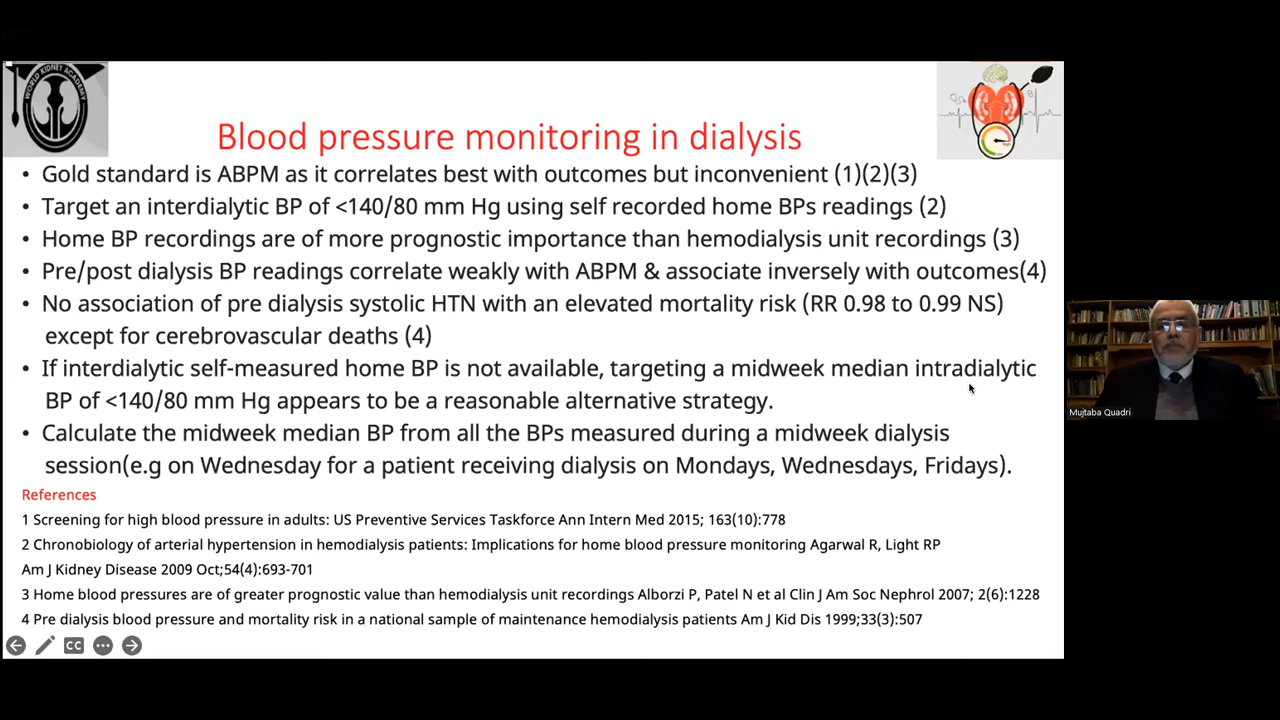 WORLD KIDNEY ACADEMY
Blood pressure monitoring in dialysis
• Gold standard is ABPM as it correlates best with outcomes but inconvenient (1)(2)(3)
• Target an interdialytic BP of <140/80 mm Hg using self recorded home BPs readings (2)
• Home BP recordings are of more prognostic importance than hemodialysis unit recordings (3)
• Pre/post dialysis BP readings correlate weakly with ABPM & associate inversely with outcomes(4)
• No association of pre dialysis systolic HTN with an elevated mortality risk (RR 0.98 to 0.99 NS)
except for cerebrovascular deaths (4)
• If interdialytic self-measured home BP is not available, targeting a midweek median intradialytic
BP of <140/80 mm Hg appears to be a reasonable alternative strategy.
• Calculate the midweek median BP from all the BPs measured during a midweek dialysis
session(e.g on Wednesday for a patient receiving dialysis on Mondays, Wednesdays, Fridays).
References
1 Screening for high blood pressure in adults: US Preventive Services Taskforce Ann Intern Med 2015; 163(10):778
2 Chronobiology of arterial hypertension in hemodialysis patients: Implications for home blood pressure monitoring Agarwal R, Light RP
Am J Kidney Disease 2009 Oct;54(4):693-701
3 Home blood pressures are of greater prognostic value than hemodialysis unit recordings Alborzi P, Patel N et al Clin J Am Soc Nephrol 2007; 2(6):1228
4 Pre dialysis blood pressure and mortality risk in a national sample of maintenance hemodialysis patients Am J Kid Dis 1999;33(3):507
CC
Mujtaba Quadri